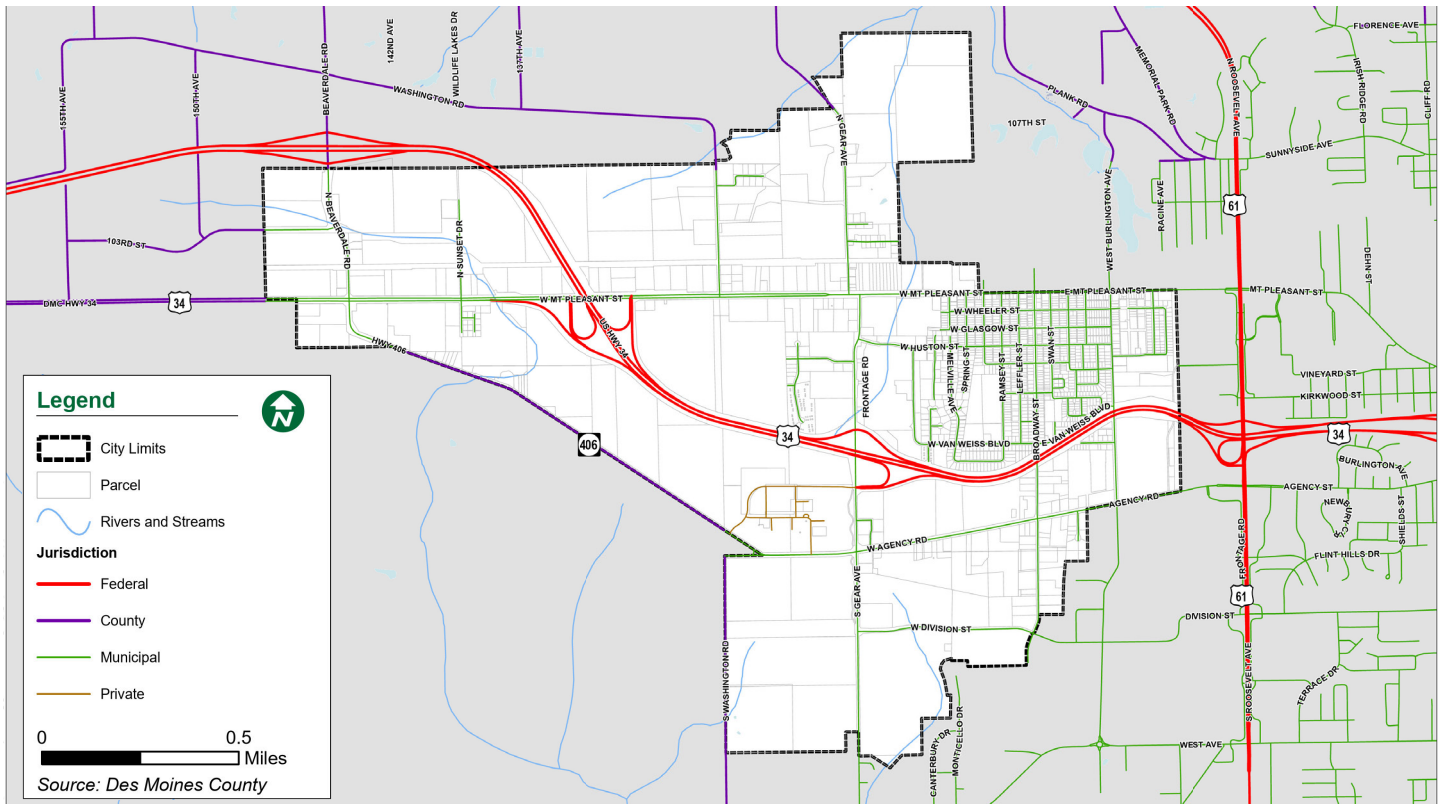 FLORENCE AVE
142ND AVE
WILDLIFE LAKES DR
137TH AVE
BEAVERDALE RD
WASHINGTON RD
155TH AVE
150TH AVE
N GEAR AVE
PLANK RD
MEMORIAL PARK RD
N ROOSEVELT AVE
IRISH RIDGE RD
CLIFF RD
107TH ST
SUNNYSIDE AVE
WEST BURLINGTON AVE
RACINE AVE
61
N BEAVERDALE RD
N SUNSET DR
103RD ST
DEHN ST
DMC HWY 34
34
W MT PLEASANT ST
W MT PLEASANT ST
E MT PLEASANT ST
MT PLEASANT ST
US HWY 34
W WHEELER ST
W GLASGOW ST
W HUSTON ST
HWY 406
MELVILLE AVE
SPRING ST
RAMSEY ST
LEFFLER ST
SWAN ST
FRONTAGE RD
VINEYARD ST
KIRKWOOD ST
BROADWAY ST
E VAN WEISS BLVD
W VAN WEISS BLVD
406
34
34
BURLINGTON AVE
AGENCY ST
AGENCY RD
NEWBURY CIR
SHIELDS ST
W AGENCY RD
FRONTAGE RD
FLINT HILLS DR
61
S GEAR AVE
W DIVISION ST
DIVISION ST
S WASHINGTON RD
TERRACE DR
S ROOSEVELT AVE
CANTERBURY DR
MONTICELLO DR
WEST AVE
Legend
N
City Limits
Parcel
Rivers and Streams
Jurisdiction
Federal
County
Municipal
Private
0 0.5
Miles
Source: Des Moines County